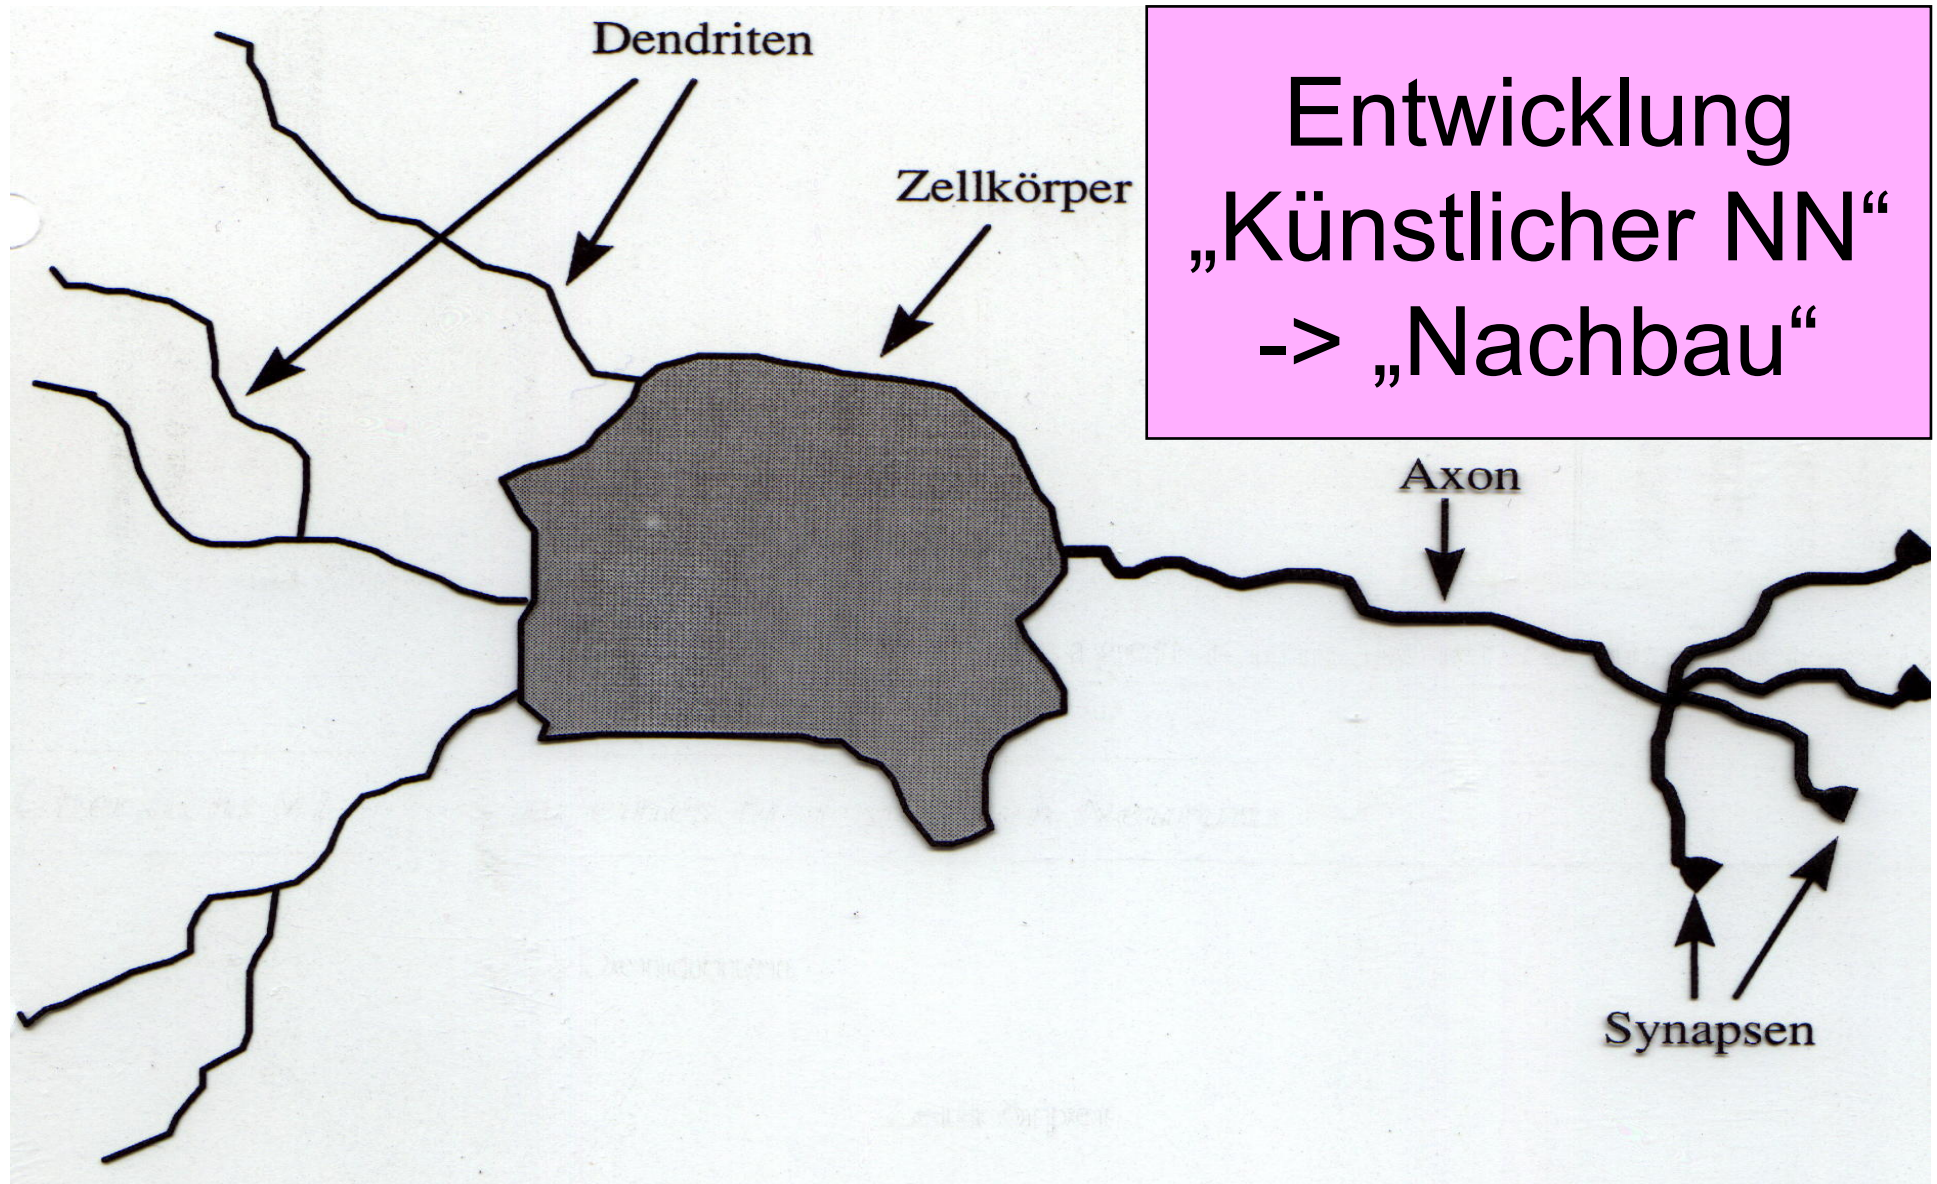 Dendriten
Zellkörper
Entwicklung
„Künstlicher NN“
-> „Nachbau“
Axon
Synapsen